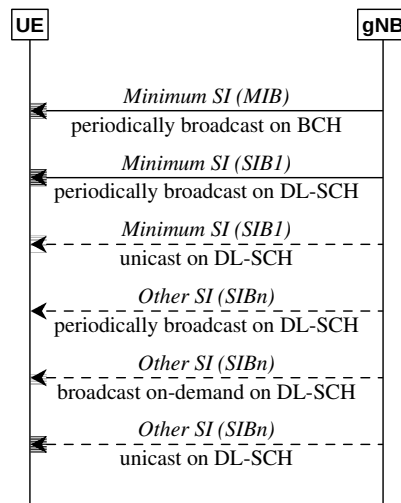 UE gNB
Minimum SI (MIB)
periodically broadcast on BCH
Minimum SI (SIB1)
periodically broadcast on DL-SCH
Minimum SI (SIB1)
unicast on DL-SCH
Other SI (SIBn)
periodically broadcast on DL-SCH
Other SI (SIBn)
broadcast on-demand on DL-SCH
Other SI (SIBn)
unicast on DL-SCH